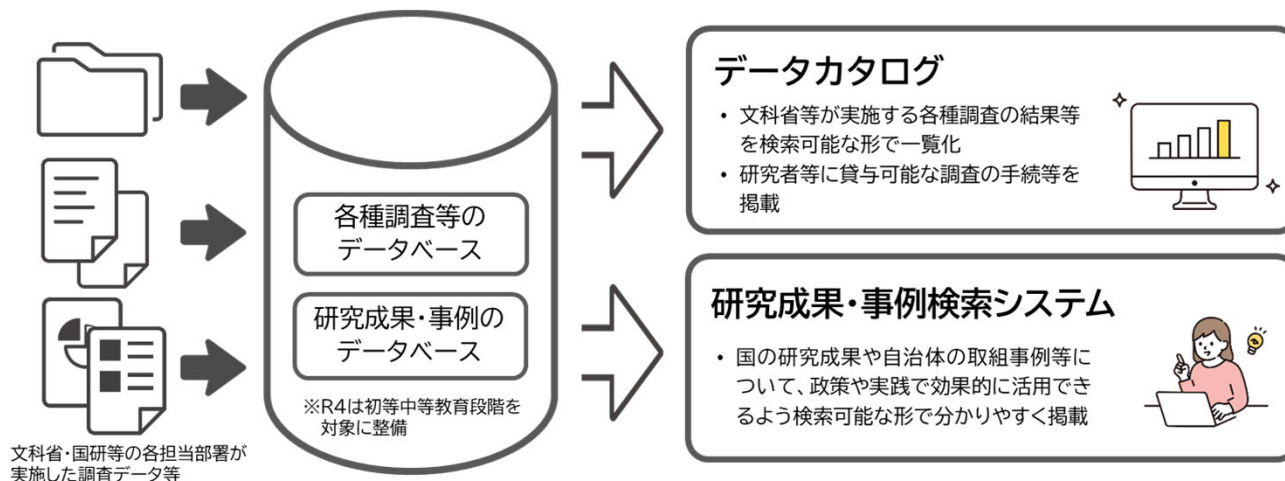 文科省・国研等の各担当部署が
実施した調査データ等
各種調査等の
データベース
研究成果・事例の
データベース
※R4は初等中等教育段階を
対象に整備
データカタログ
• 文科省等が実施する各種調査の結果等
を検索可能な形で一覧化
• 研究者等に貸与可能な調査の手続等を
掲載
研究成果・事例検索システム
• 国の研究成果や自治体の取組事例等に
ついて、政策や実践で効果的に活用でき
るよう検索可能な形で分かりやすく掲載